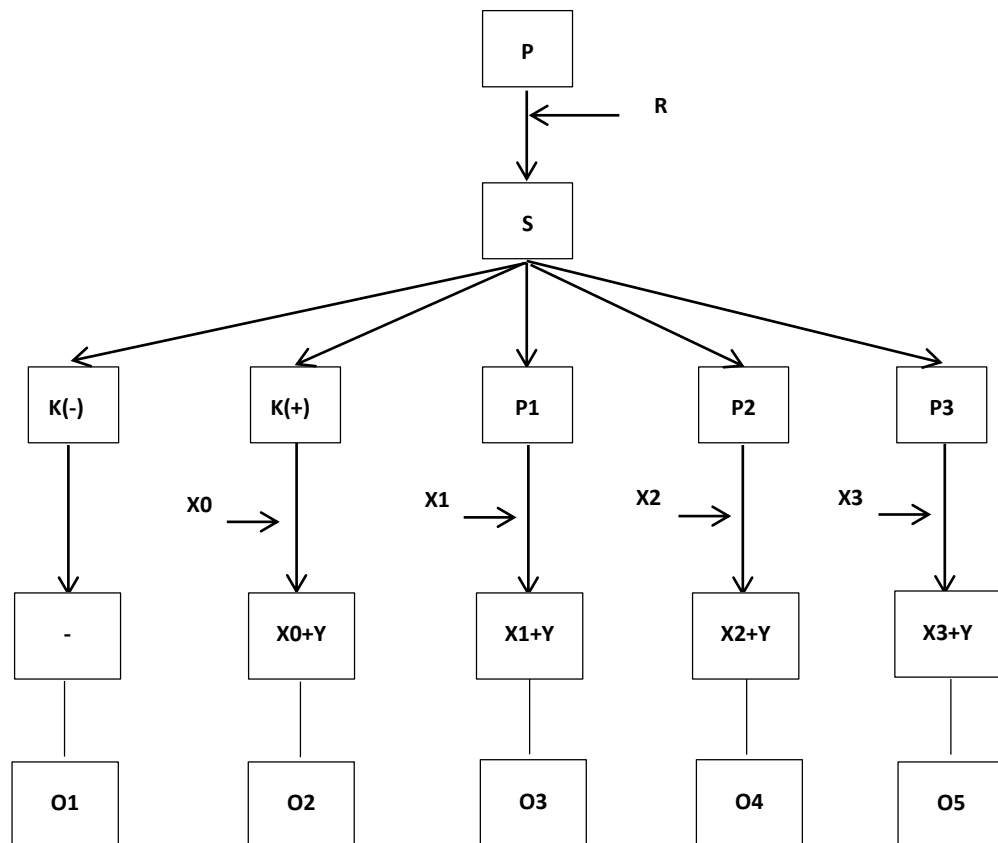 P
R
S
K(-)
K(+)
P1
P2
P3
X0
X1
X2
X3
-
X0+Y
X1+Y
X2+Y
X3+Y
O1
O2
O3
O4
O5